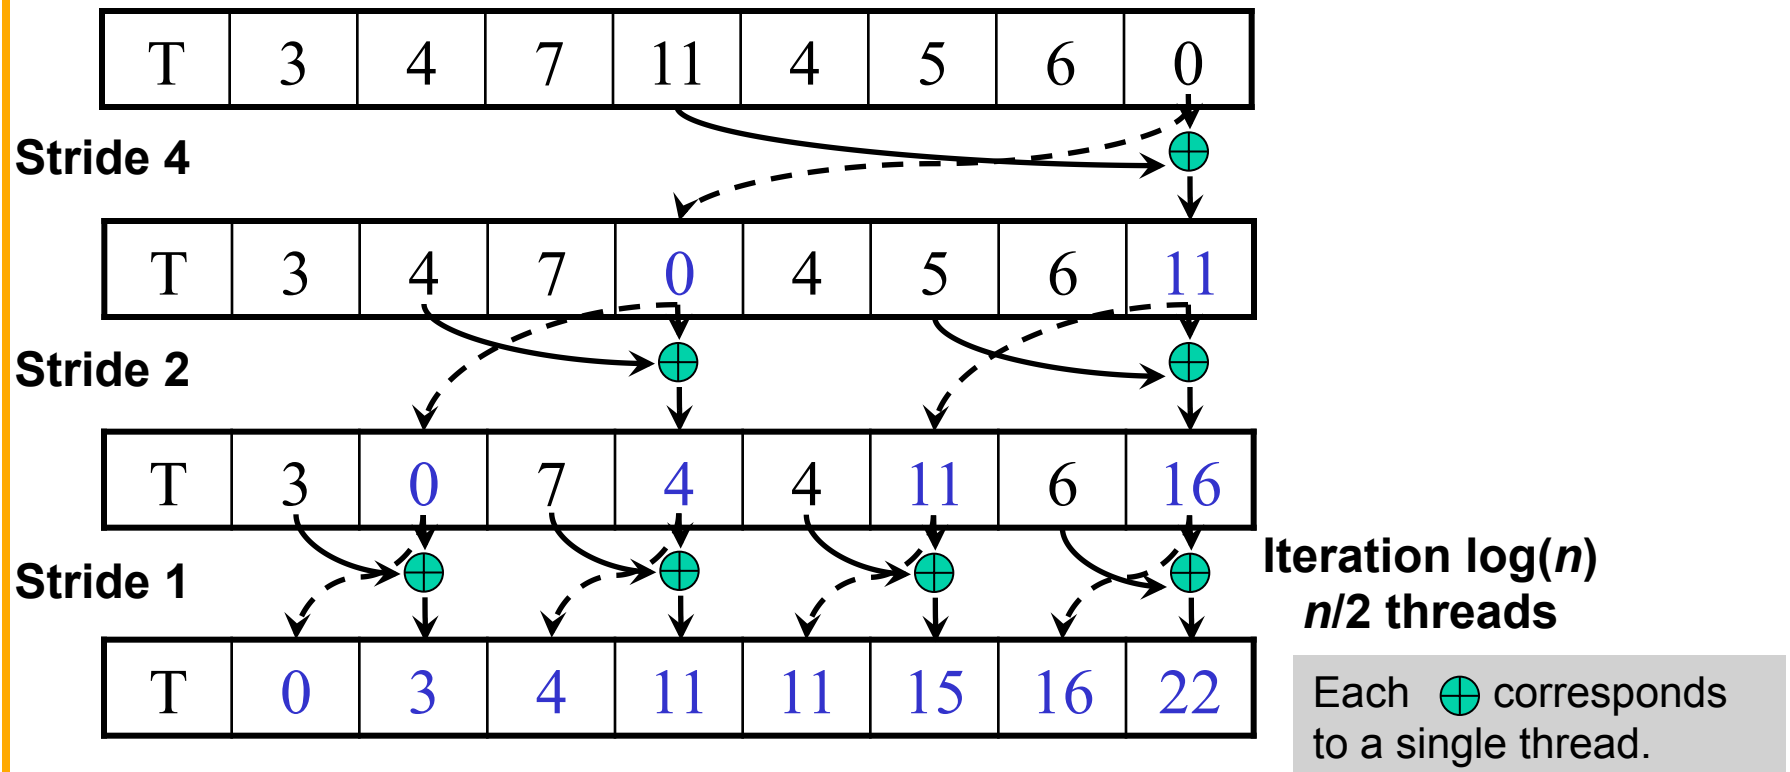 T 3 4 7 11 4 5 6 0
Stride 4
T 3 4 7 0 4 5 6 11
Stride 2
T 3 0 7 4 4 11 6 16
Stride 1
Iteration log(n)
n/2 threads
T 0 3 4 11 11 15 16 22
Each ⊕ corresponds
to a single thread.